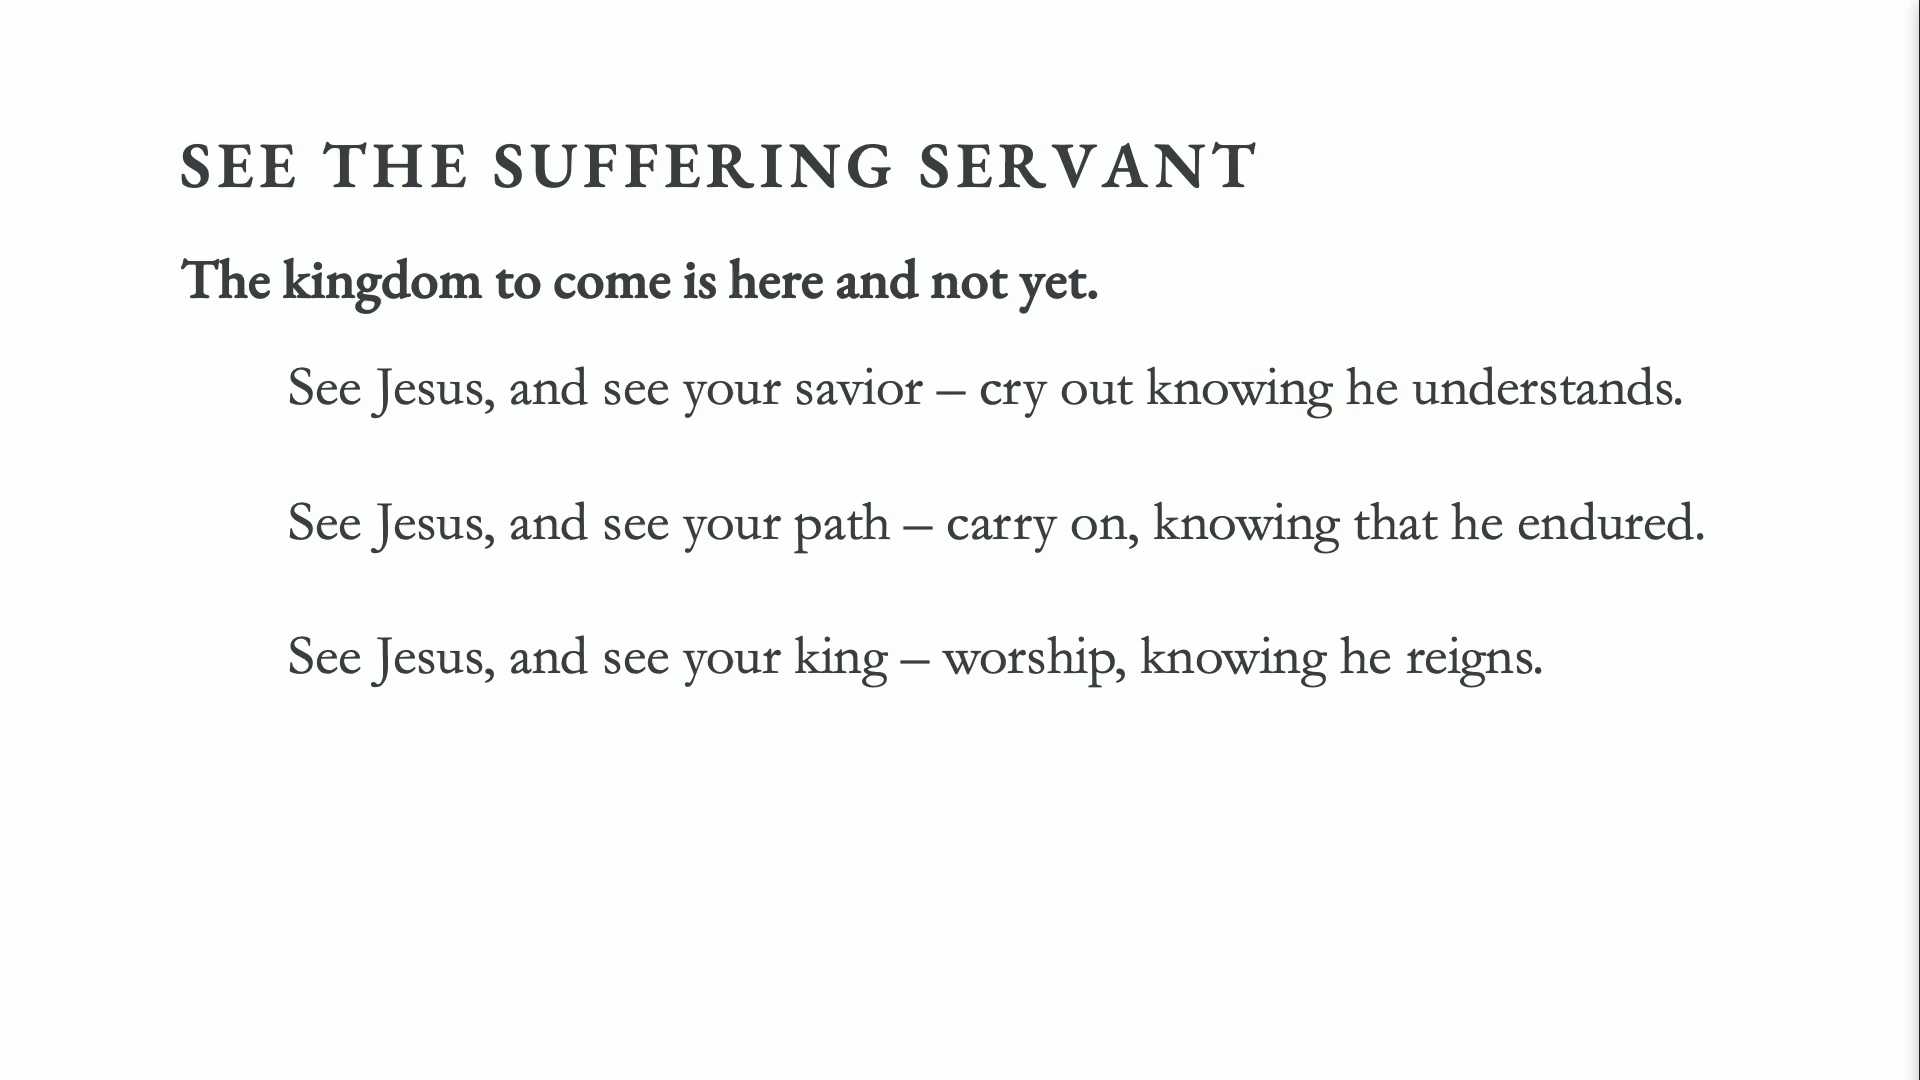 SEE THE SUFFERING SERVANT
The kingdom to come is here and not yet.
See Jesus, and see your savior – cry out knowing he understands.
See Jesus, and see your path – carry on, knowing that he endured.
See Jesus, and see your king – worship, knowing he reigns.